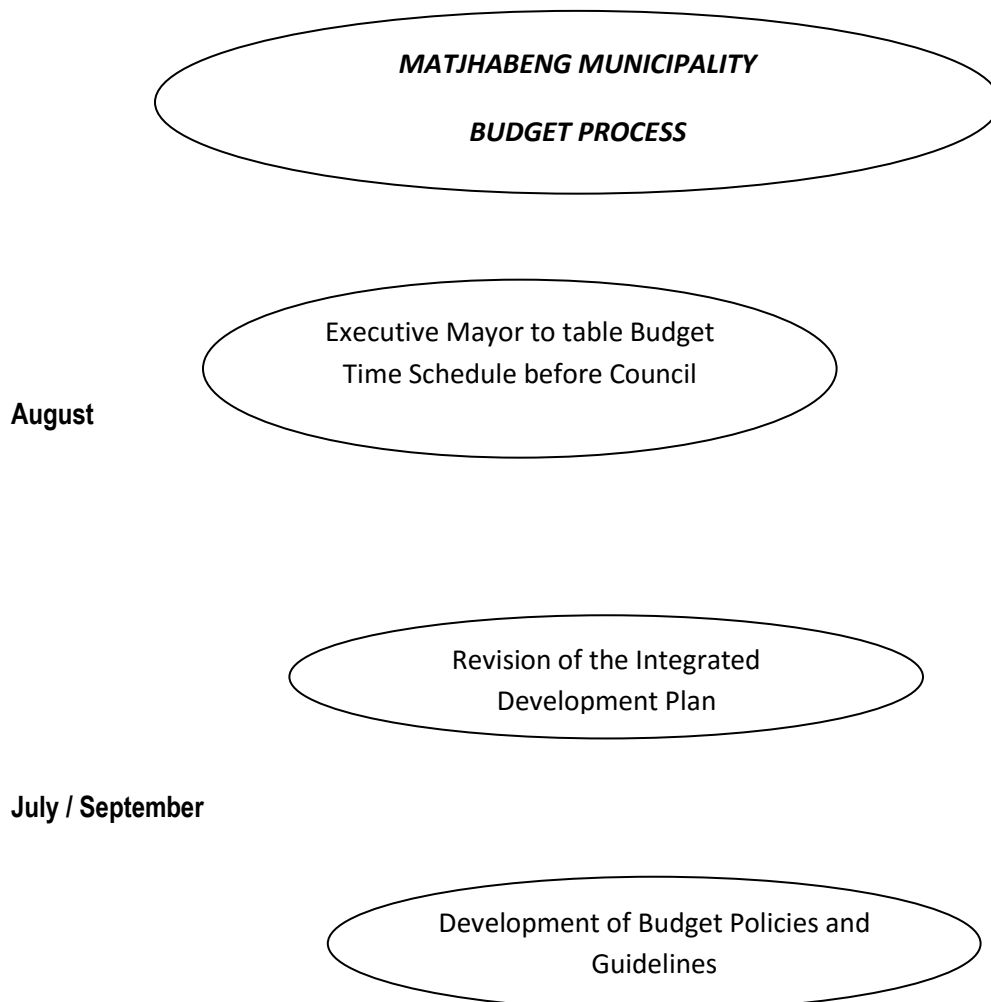 MATJHABENG MUNICIPALITY
BUDGET PROCESS
Executive Mayor to table Budget
Time Schedule before Council
August
Revision of the Integrated
Development Plan
July / September
Development of Budget Policies and
Guidelines